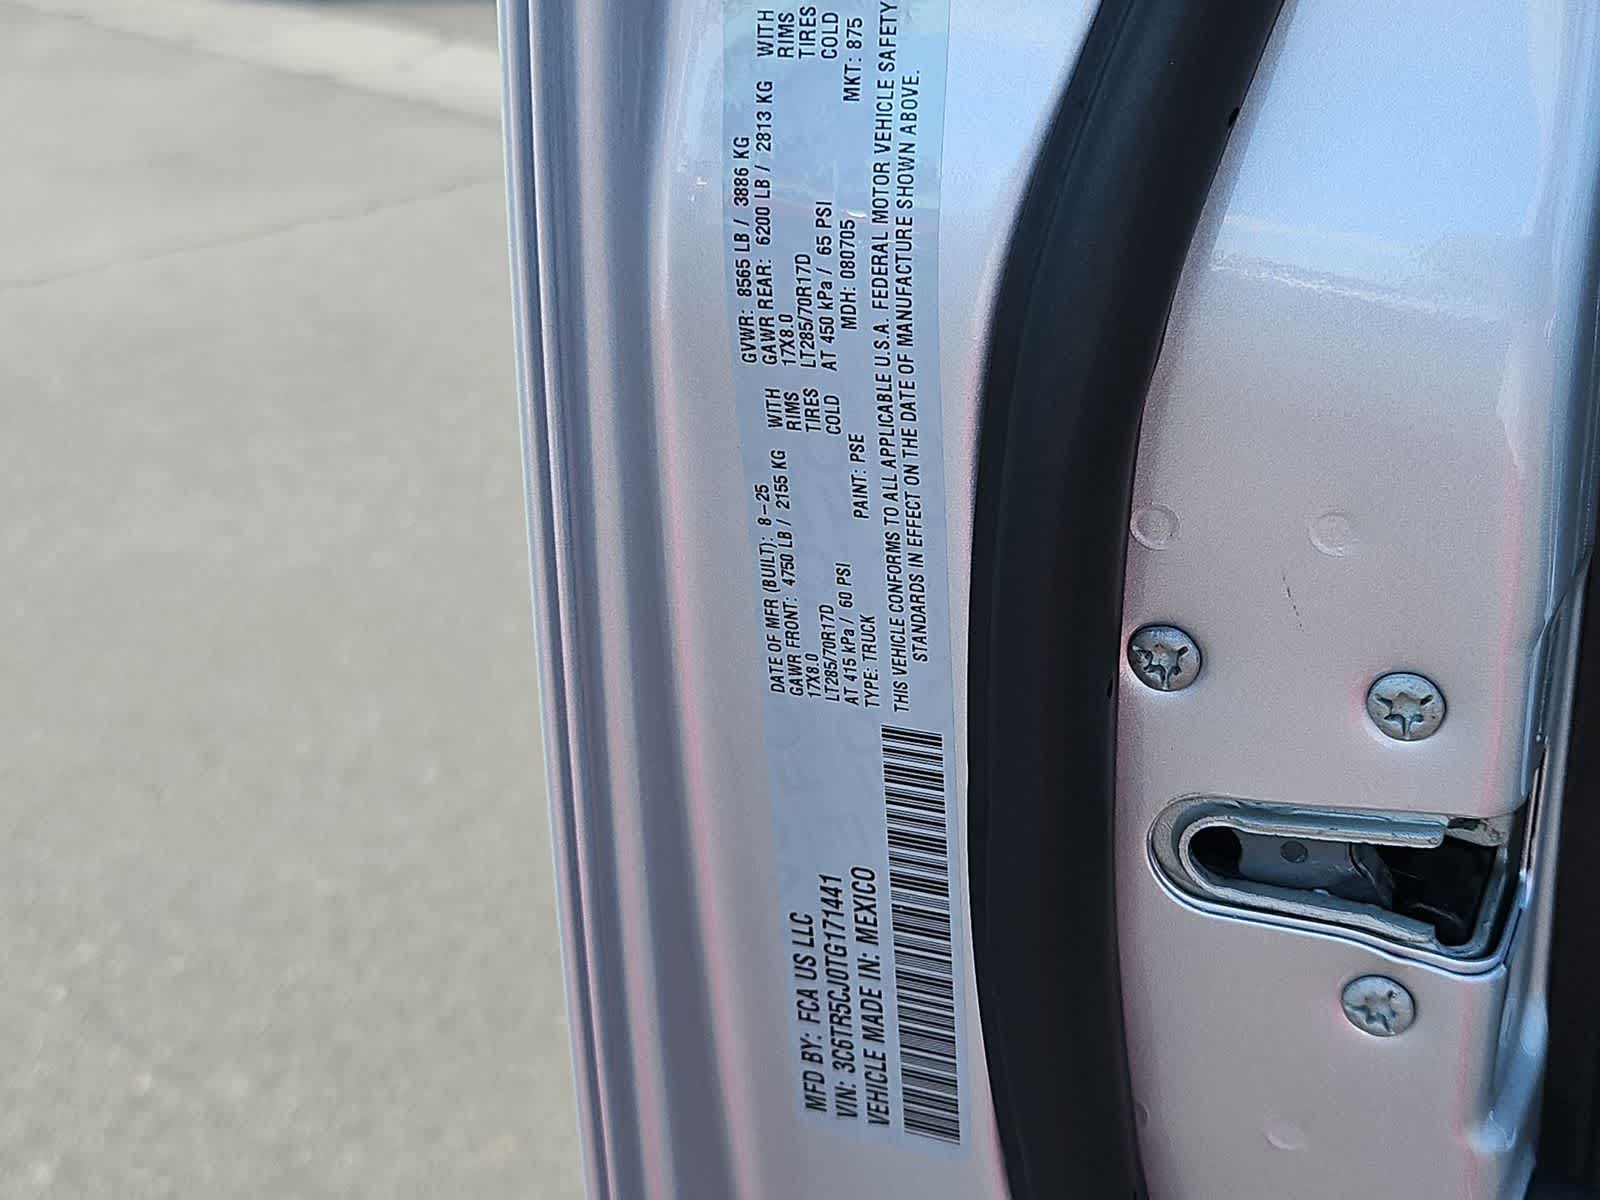 MFD BY: FCA US LLC
VIN: 3C6TR5CJ0TG171441
VEHICLE MADE IN: MEXICO
DATE OF MFR (BUILT): 8-25 GVWR: 8565 LB / 3886 KG
GAWR FRONT: 4750 LB / 2155 KG WITH GAWR REAR: 6200 LB / 2813 KG WITH
17X8.0 RIMS 17X8.0 RIMS
LT285/70R17D TIRES LT285/70R17D TIRES
AT 415 kPa / 60 PSI COLD AT 450 kPa / 65 PSI COLD
TYPE: TRUCK PAINT: PSE MDH: 080705 MKT: 875
THIS VEHICLE CONFORMS TO ALL APPLICABLE U.S.A. FEDERAL MOTOR VEHICLE SAFETY
STANDARDS IN EFFECT ON THE DATE OF MANUFACTURE SHOWN ABOVE.